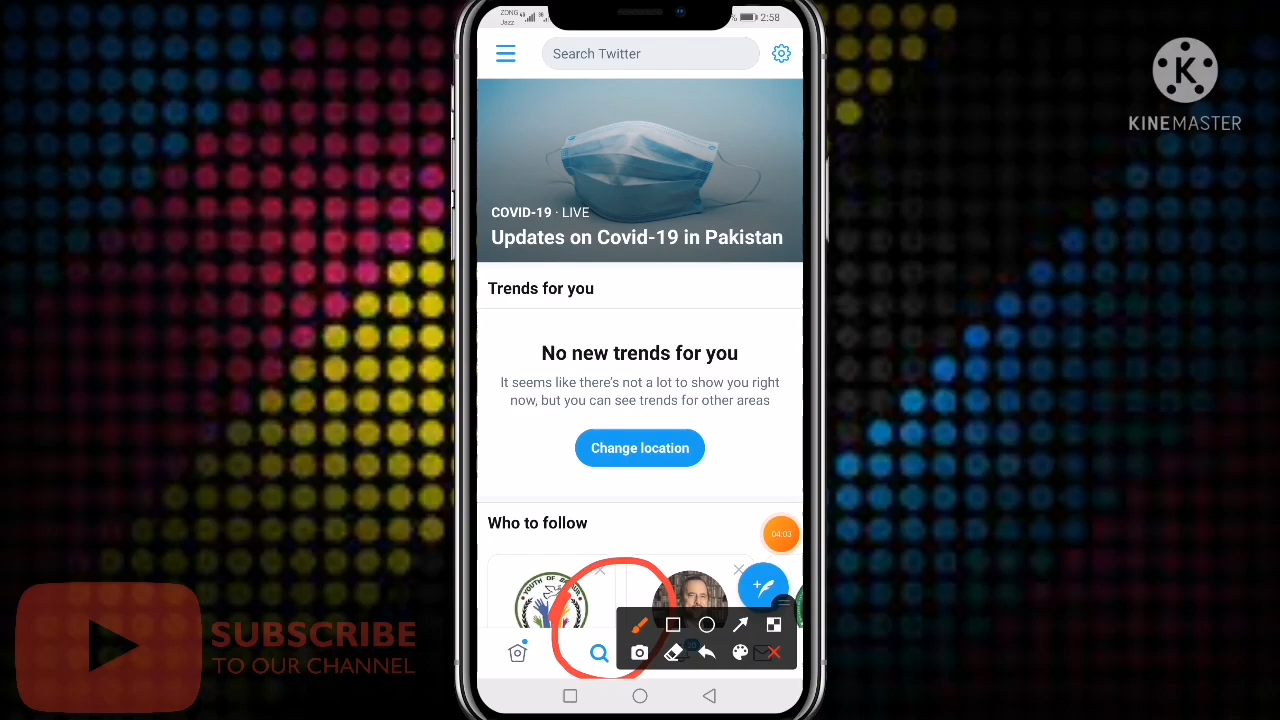 ZONG
Jazz
% 2:58
Search Twitter
KINEMASTER
COVID-19 · LIVE
Updates on Covid-19 in Pakistan
Trends for you
No new trends for you
It seems like there's not a lot to show you right
now, but you can see trends for other areas
Change location
Who to follow
04:03
YOUTH OF
SUBSCRIBE
TO OUR CHANNEL